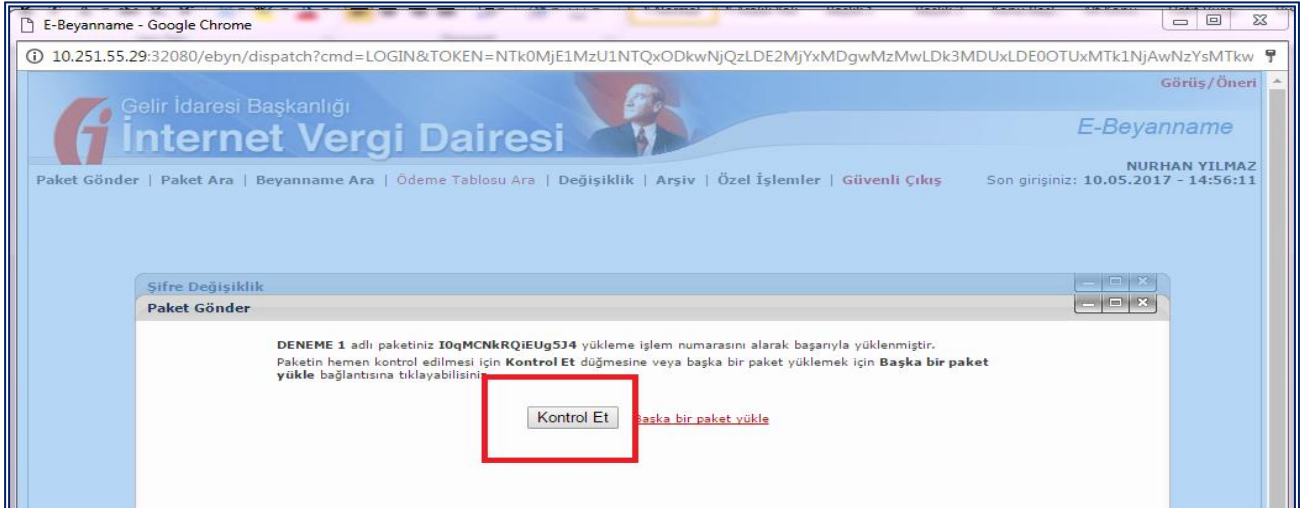 E-Beyanname - Google Chrome
10.251.55.29:32080/ebyn/dispatch?cmd=LOGIN&TOKEN=NTk0MjE1MzU1NTQxODkwNjQzLDE2MjYxMDgwMzMwLDk3MDUxLDE0OTUxMTk1NjAwNzYsMTkw
Görüş/Öneri
Gelir İdaresi Başkanlığı
İnternet Vergi Dairesi
E-Beyanname
NURHAN YILMAZ
Paket Gönder | Paket Ara | Beyanname Ara | Ödeme Tablosu Ara | Değişiklik | Arşiv | Özel İşlemler | Güvenli Çıkış Son girişiniz: 10.05.2017 - 14:56:11
Şifre Değişiklik
Paket Gönder
DENEME 1 adlı paketiniz I0qMCNkRQiEUg5J4 yükleme işlem numarasını alarak başarıyla yüklenmiştir.
Paketin hemen kontrol edilmesi için Kontrol Et düğmesine veya başka bir paket yüklemek için Başka bir paket
yükle bağlantısına tıklayabilisiniz
Kontrol Et Başka bir paket yükle